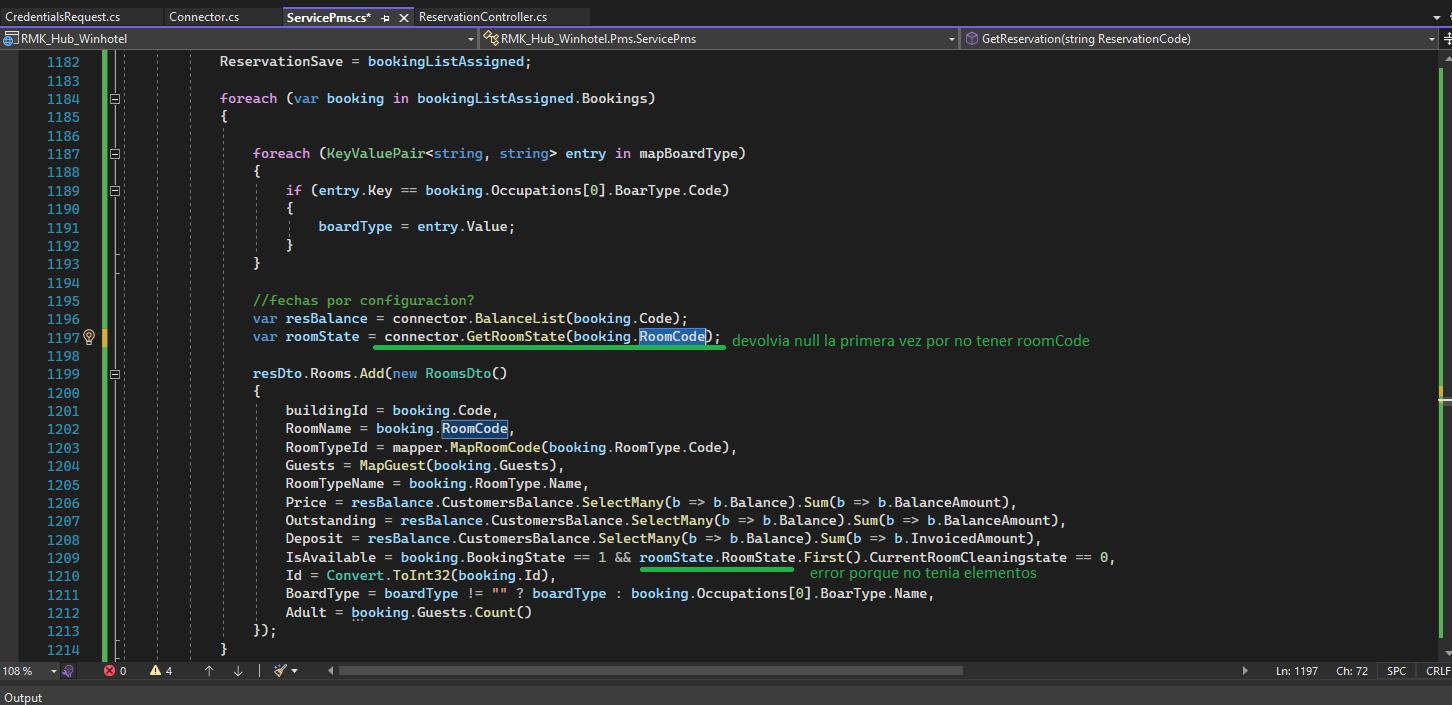 CredentialsRequest.cs Connector.cs ServicePms.cs* ReservationController.cs
RMK_Hub_Winhotel RMK_Hub_Winhotel.Pms.ServicePms GetReservation(string ReservationCode)
1182 ReservationSave = bookingListAssigned;
1183
1184 foreach (var booking in bookingListAssigned.Bookings)
1185 {
1186
1187 foreach (KeyValuePair<string, string> entry in mapBoardType)
1188 {
1189 if (entry.Key == booking.Occupations[0].BoarType.Code)
1190 {
1191 boardType = entry.Value;
1192 }
1193 }
1194
1195 //fechas por configuracion?
1196 var resBalance = connector.BalanceList(booking.Code);
1197 var roomState = connector.GetRoomState(booking.RoomCode); devolvia null la primera vez por no tener roomCode
1198
1199 resDto.Rooms.Add(new RoomsDto()
1200 {
1201 buildingId = booking.Code,
1202 RoomName = booking.RoomCode,
1203 RoomTypeId = mapper.MapRoomCode(booking.RoomType.Code),
1204 Guests = MapGuest(booking.Guests),
1205 RoomTypeName = booking.RoomType.Name,
1206 Price = resBalance.CustomersBalance.SelectMany(b => b.Balance).Sum(b => b.BalanceAmount),
1207 Outstanding = resBalance.CustomersBalance.SelectMany(b => b.Balance).Sum(b => b.BalanceAmount),
1208 Deposit = resBalance.CustomersBalance.SelectMany(b => b.Balance).Sum(b => b.InvoicedAmount),
1209 IsAvailable = booking.BookingState == 1 && roomState.RoomState.First().CurrentRoomCleaningstate == 0,
error porque no tenia elementos
1210 Id = Convert.ToInt32(booking.Id),
1211 BoardType = boardType != "" ? boardType : booking.Occupations[0].BoarType.Name,
1212 Adult = booking.Guests.Count()
1213 });
1214 }
108 % 0 4 Ln: 1197 Ch: 72 SPC CRLF
Output